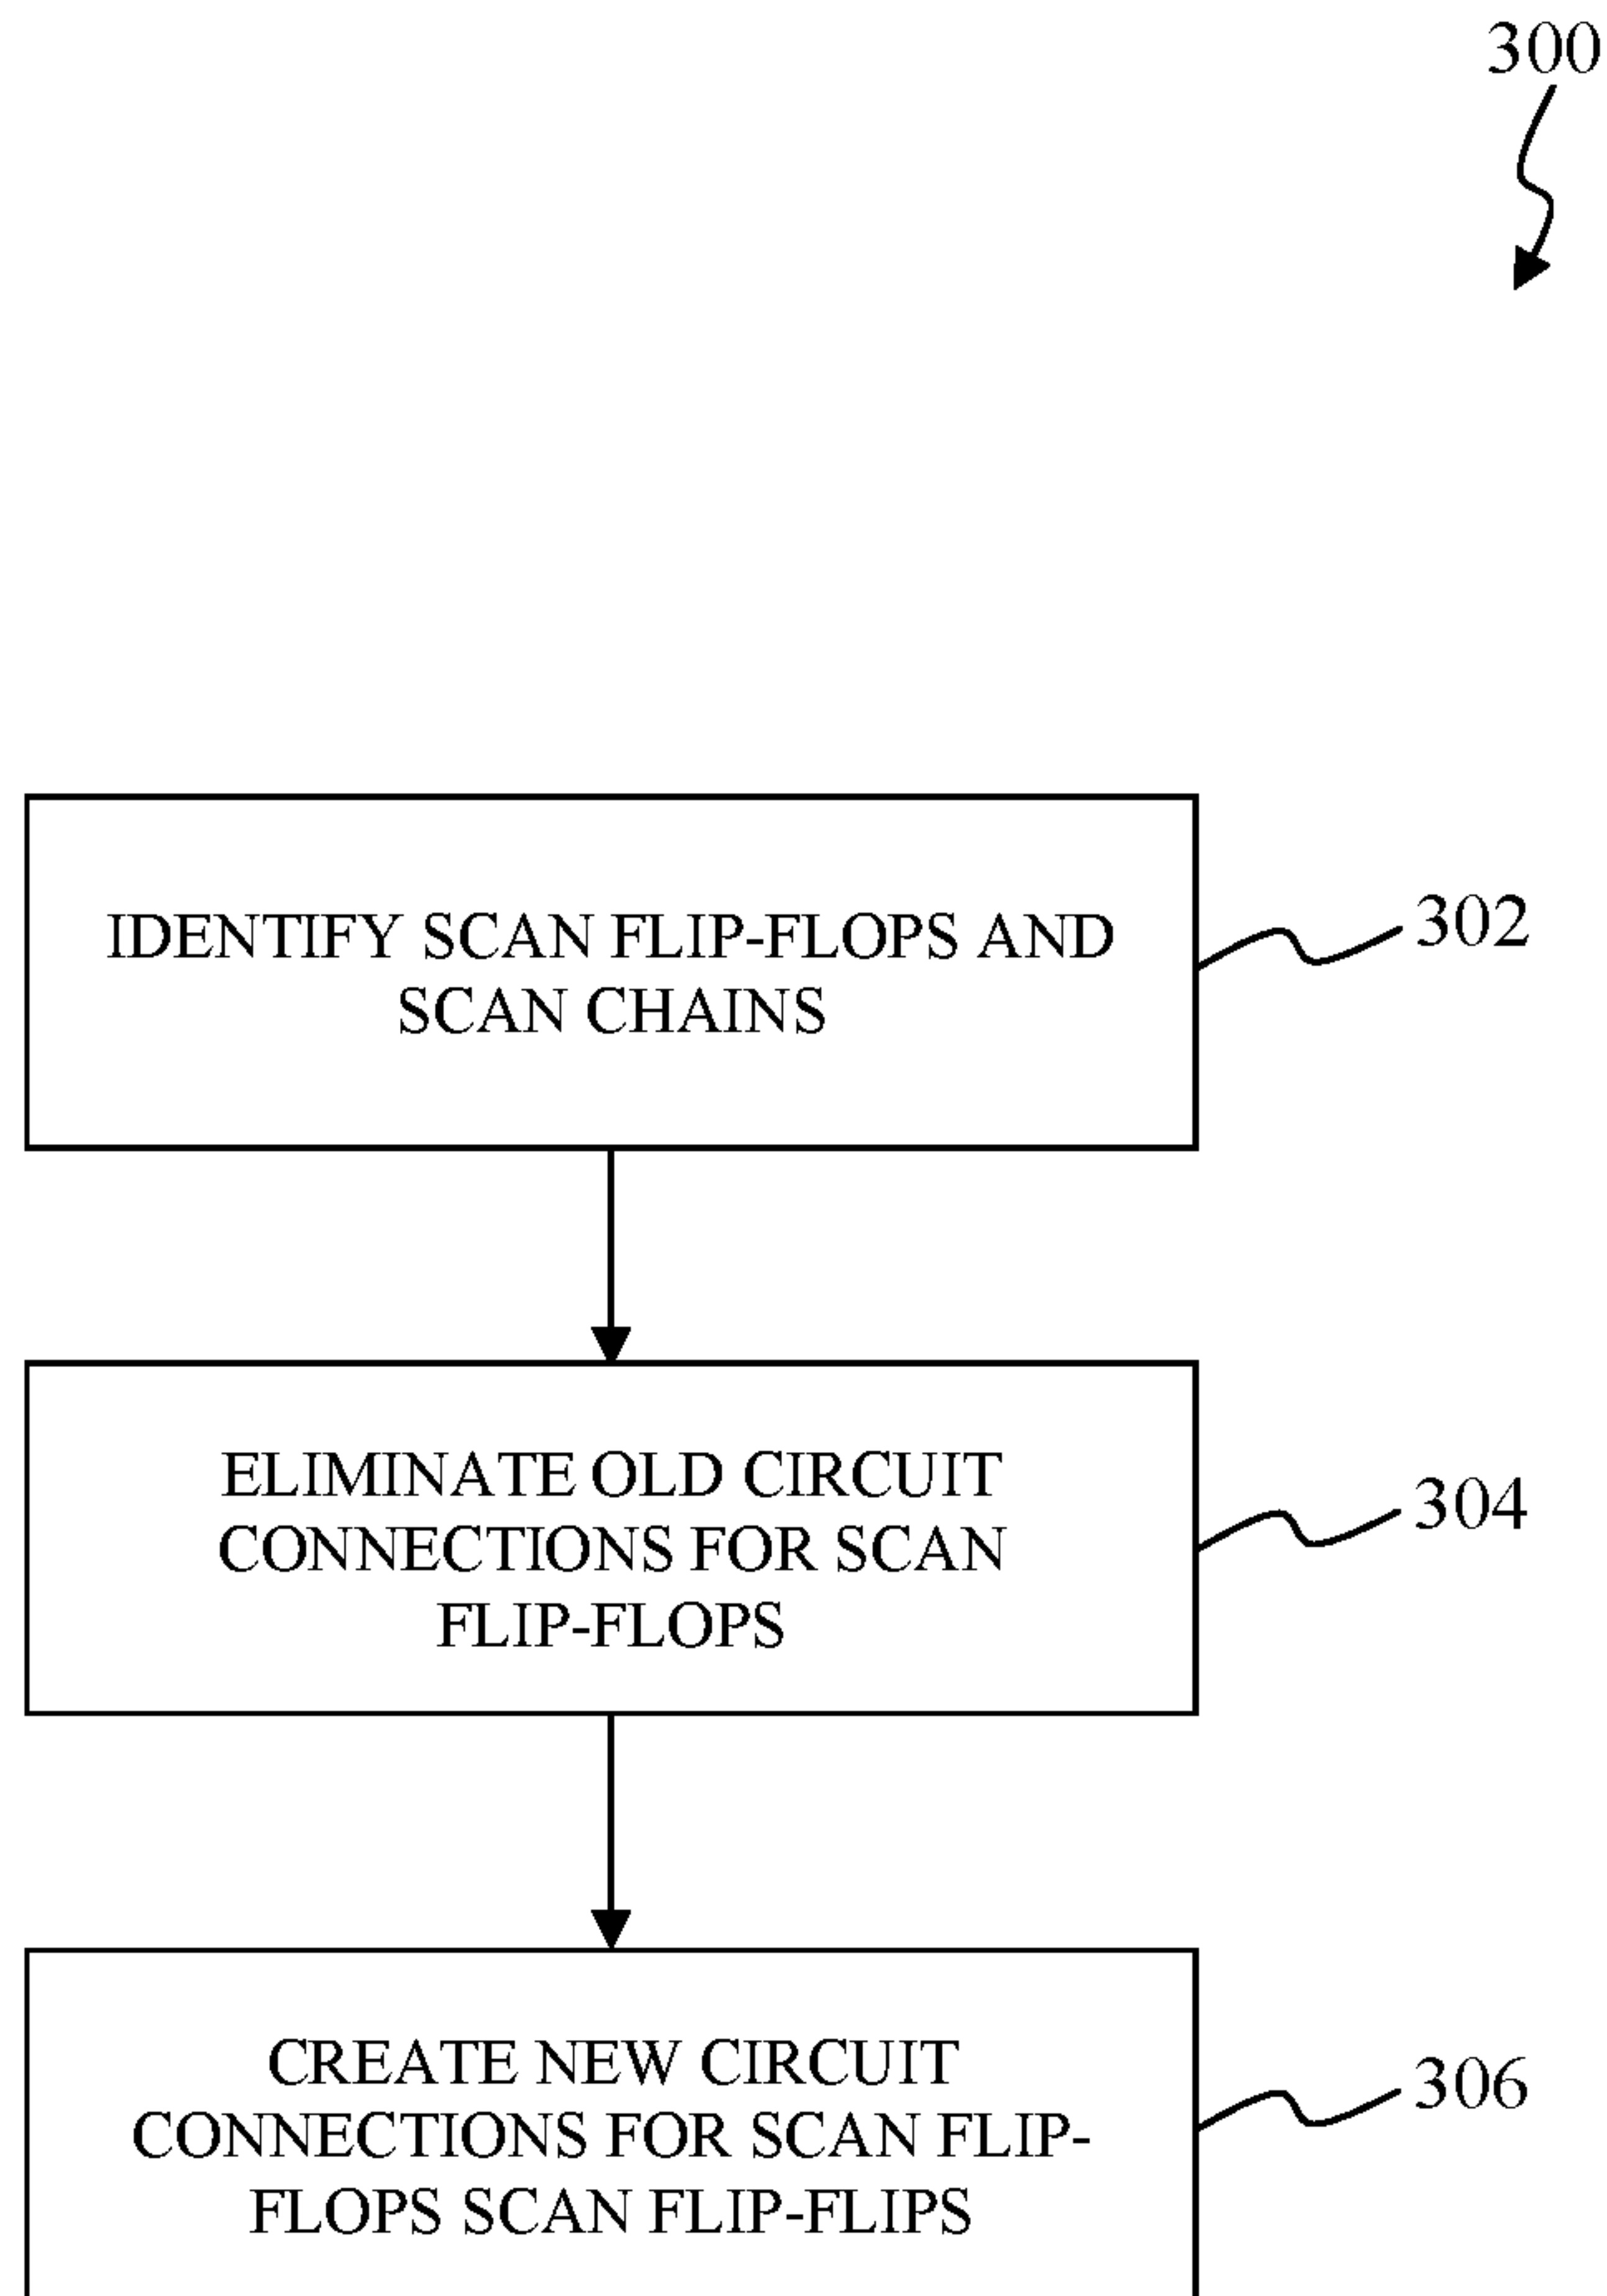 300
IDENTIFY SCAN FLIP-FLOPS AND
SCAN CHAINS
302
ELIMINATE OLD CIRCUIT
CONNECTIONS FOR SCAN
FLIP-FLOPS
304
CREATE NEW CIRCUIT
CONNECTIONS FOR SCAN FLIP-
FLOPS SCAN FLIP-FLIPS
306